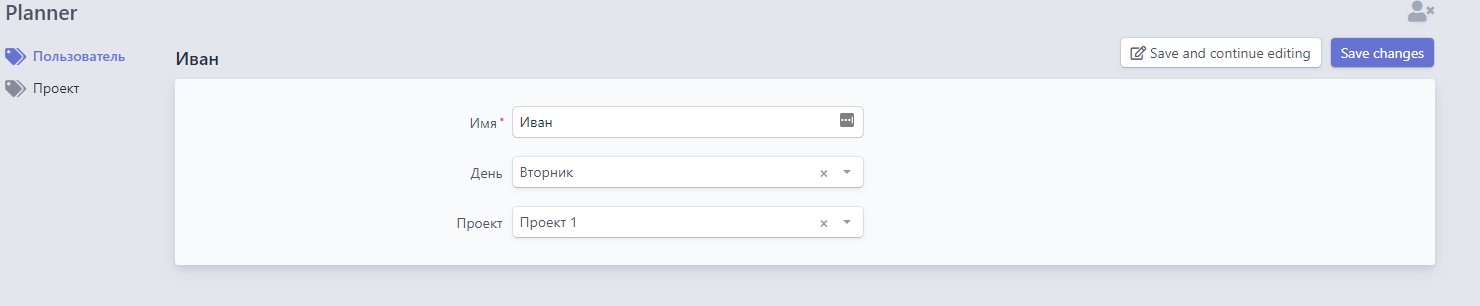 Planner
Пользователь
Проект
Иван
Save and continue editing
Save changes
Имя*
Иван
День
Вторник
Проект
Проект 1